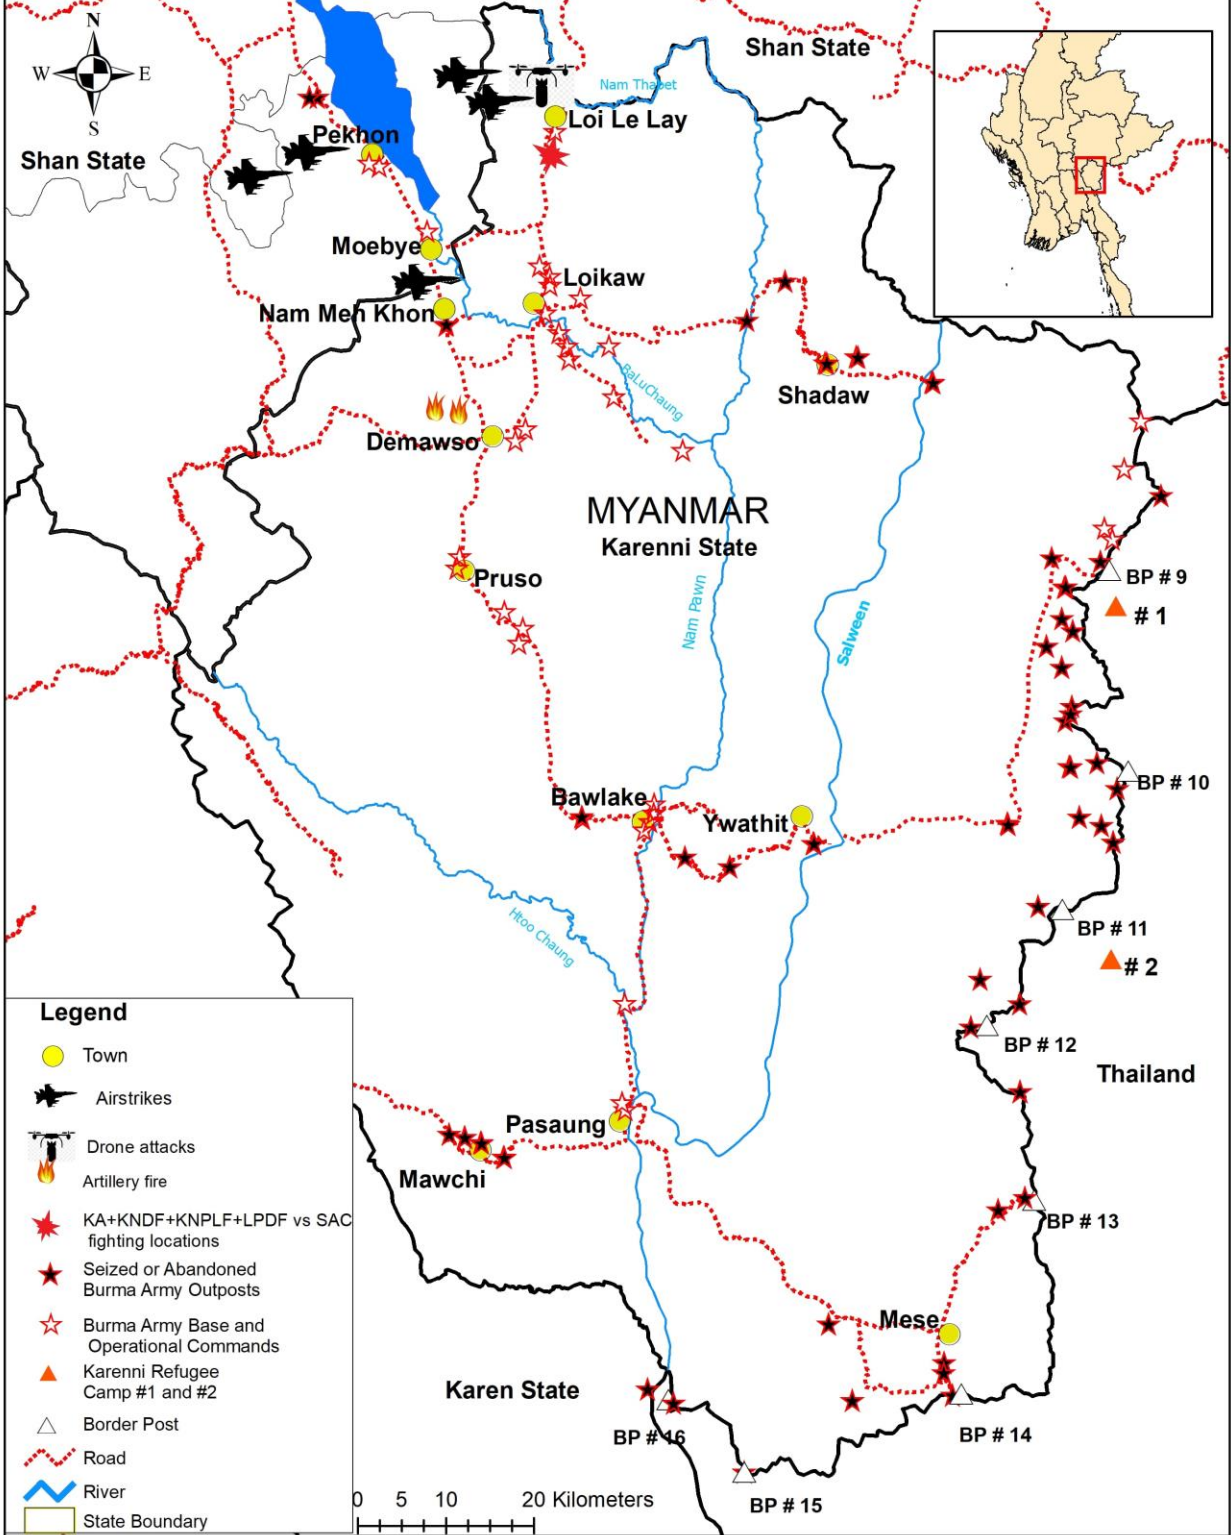 N
W E
S
Shan State
Nam Thabet
Loi Le Lay
Pekhon
Shan State
Moebye
Loikaw
Nam Meh Khon
BaLuChaung
Shadaw
Demawso
MYANMAR
Karenni State
Pruso
BP # 9
# 1
Nam Pawn
Salween
BP # 10
Bawlake
Ywathit
BP # 11
Htoo Chaung
# 2
BP # 12
Thailand
Pasaung
Mawchi
BP # 13
Mese
Karen State
BP # 14
BP # 16
BP # 15
Legend
Town
Airstrikes
Drone attacks
Artillery fire
KA+KNDF+KNPLF+LPDF vs SAC
fighting locations
Seized or Abandoned
Burma Army Outposts
Burma Army Base and
Operational Commands
Karenni Refugee
Camp #1 and #2
Border Post
Road
River
State Boundary
0 5 10 20 Kilometers